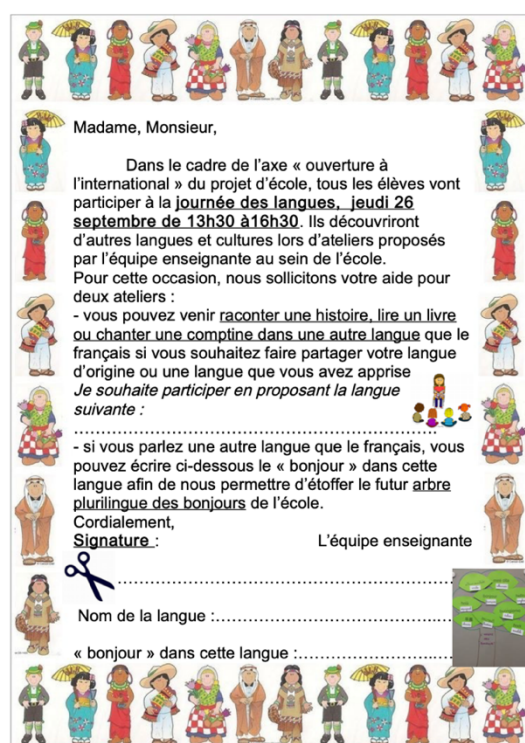 Madame, Monsieur,
Dans le cadre de l'axe « ouverture à
l'international » du projet d'école, tous les élèves vont
participer à la journée des langues, jeudi 26
septembre de 13h30 à16h30. Ils découvriront
d'autres langues et cultures lors d'ateliers proposés
par l'équipe enseignante au sein de l'école.
Pour cette occasion, nous sollicitons votre aide pour
deux ateliers :
- vous pouvez venir raconter une histoire, lire un livre
ou chanter une comptine dans une autre langue que le
français si vous souhaitez faire partager votre langue
d'origine ou une langue que vous avez apprise
Je souhaite participer en proposant la langue
suivante :
……………………………………………………………
- si vous parlez une autre langue que le français, vous
pouvez écrire ci-dessous le « bonjour » dans cette
langue afin de nous permettre d'étoffer le futur arbre
plurilingue des bonjours de l'école.
Cordialement,
Signature : L'équipe enseignante
………………………………………………………
Nom de la langue :…………………………………......
« bonjour » dans cette langue :……………………......